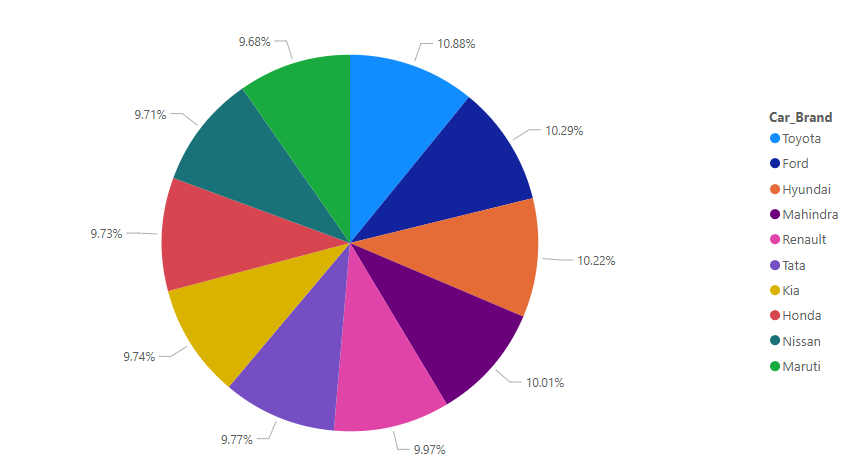 10.88%
10.29%
10.22%
10.01%
9.97%
9.77%
9.74%
9.73%
9.71%
9.68%
Car_Brand
Toyota
Ford
Hyundai
Mahindra
Renault
Tata
Kia
Honda
Nissan
Maruti